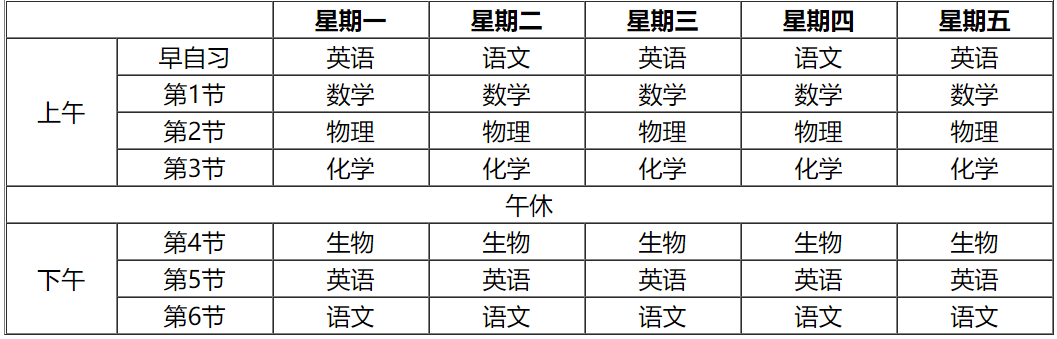 星期一 星期二 星期三 星期四 星期五
上午 早自习 英语 语文 英语 语文 英语
第1节 数学 数学 数学 数学 数学
第2节 物理 物理 物理 物理 物理
第3节 化学 化学 化学 化学 化学
午休
下午 第4节 生物 生物 生物 生物 生物
第5节 英语 英语 英语 英语 英语
第6节 语文 语文 语文 语文 语文